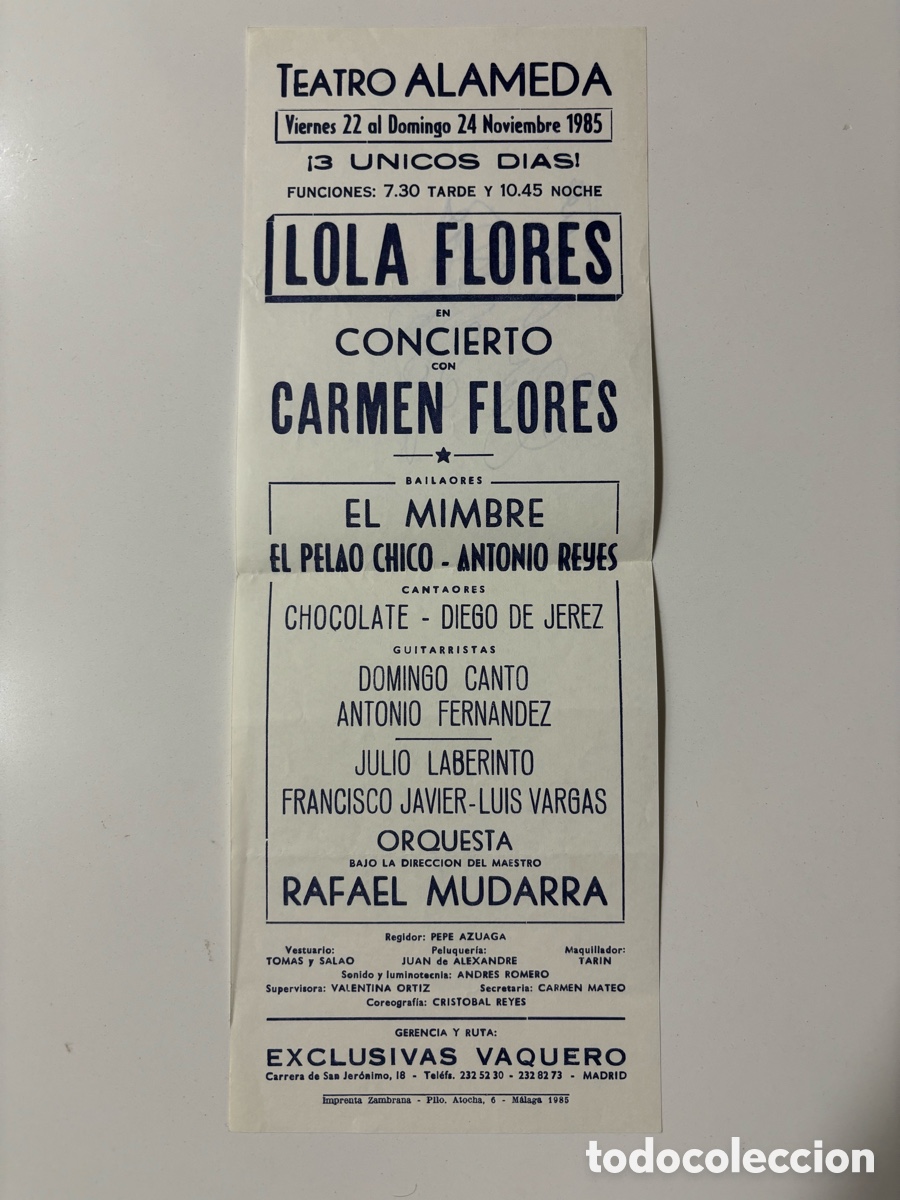 TEATRO ALAMEDA
Viernes 22 al Domingo 24 Noviembre 1985
¡3 UNICOS DIAS!
FUNCIONES: 7.30 TARDE Y 10.45 NOCHE
LOLA FLORES
EN
CONCIERTO
CON
CARMEN FLORES
BAILAORES
EL MIMBRE
EL PELAO CHICO - ANTONIO REYES
CANTAORES
CHOCOLATE - DIEGO DE JEREZ
GUITARRISTAS
DOMINGO CANTO
ANTONIO FERNANDEZ
JULIO LABERINTO
FRANCISCO JAVIER-LUIS VARGAS
ORQUESTA
BAJO LA DIRECCION DEL MAESTRO
RAFAEL MUDARRA
Regidor: PEPE AZUAGA
Vestuario: Peluquería: Maquillador:
TOMAS y SALAO JUAN de ALEXANDRE TARIN
Sonido y luminotecnia: ANDRES ROMERO
Supervisora: VALENTINA ORTIZ Secretaria: CARMEN MATEO
Coreografía: CRISTOBAL REYES
GERENCIA Y RUTA:
EXCLUSIVAS VAQUERO
Carrera de San Jerónimo, 18 - Teléfs. 232 52 30 - 232 82 73 - MADRID
Imprenta Zambrana - Pllo. Atocha, 6 - Málaga 1985
todocoleccion